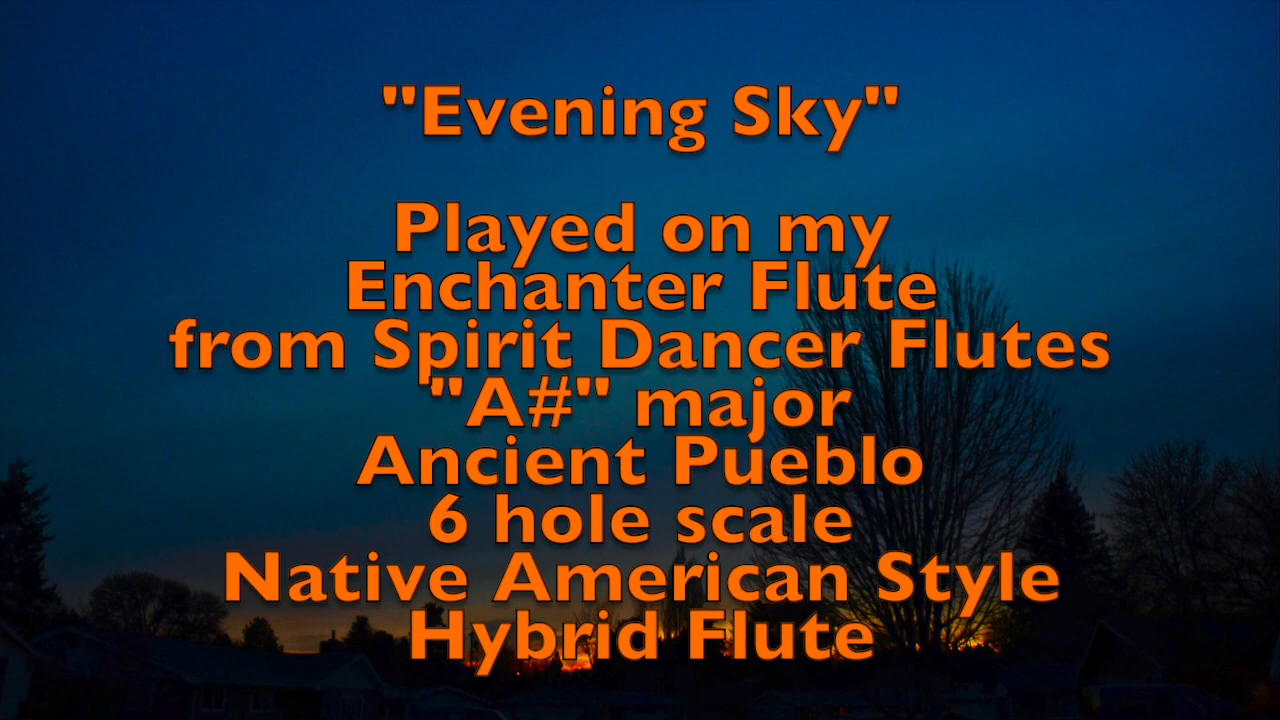 "Evening Sky"
Played on my
Enchanter Flute
from Spirit Dancer Flutes
"A#" major
Ancient Pueblo
6 hole scale
Native American Style
Hybrid Flute